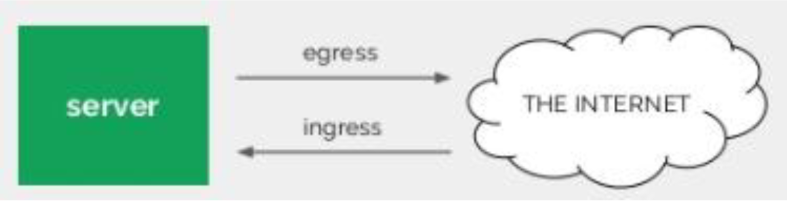 egress
server
THE INTERNET
ingress